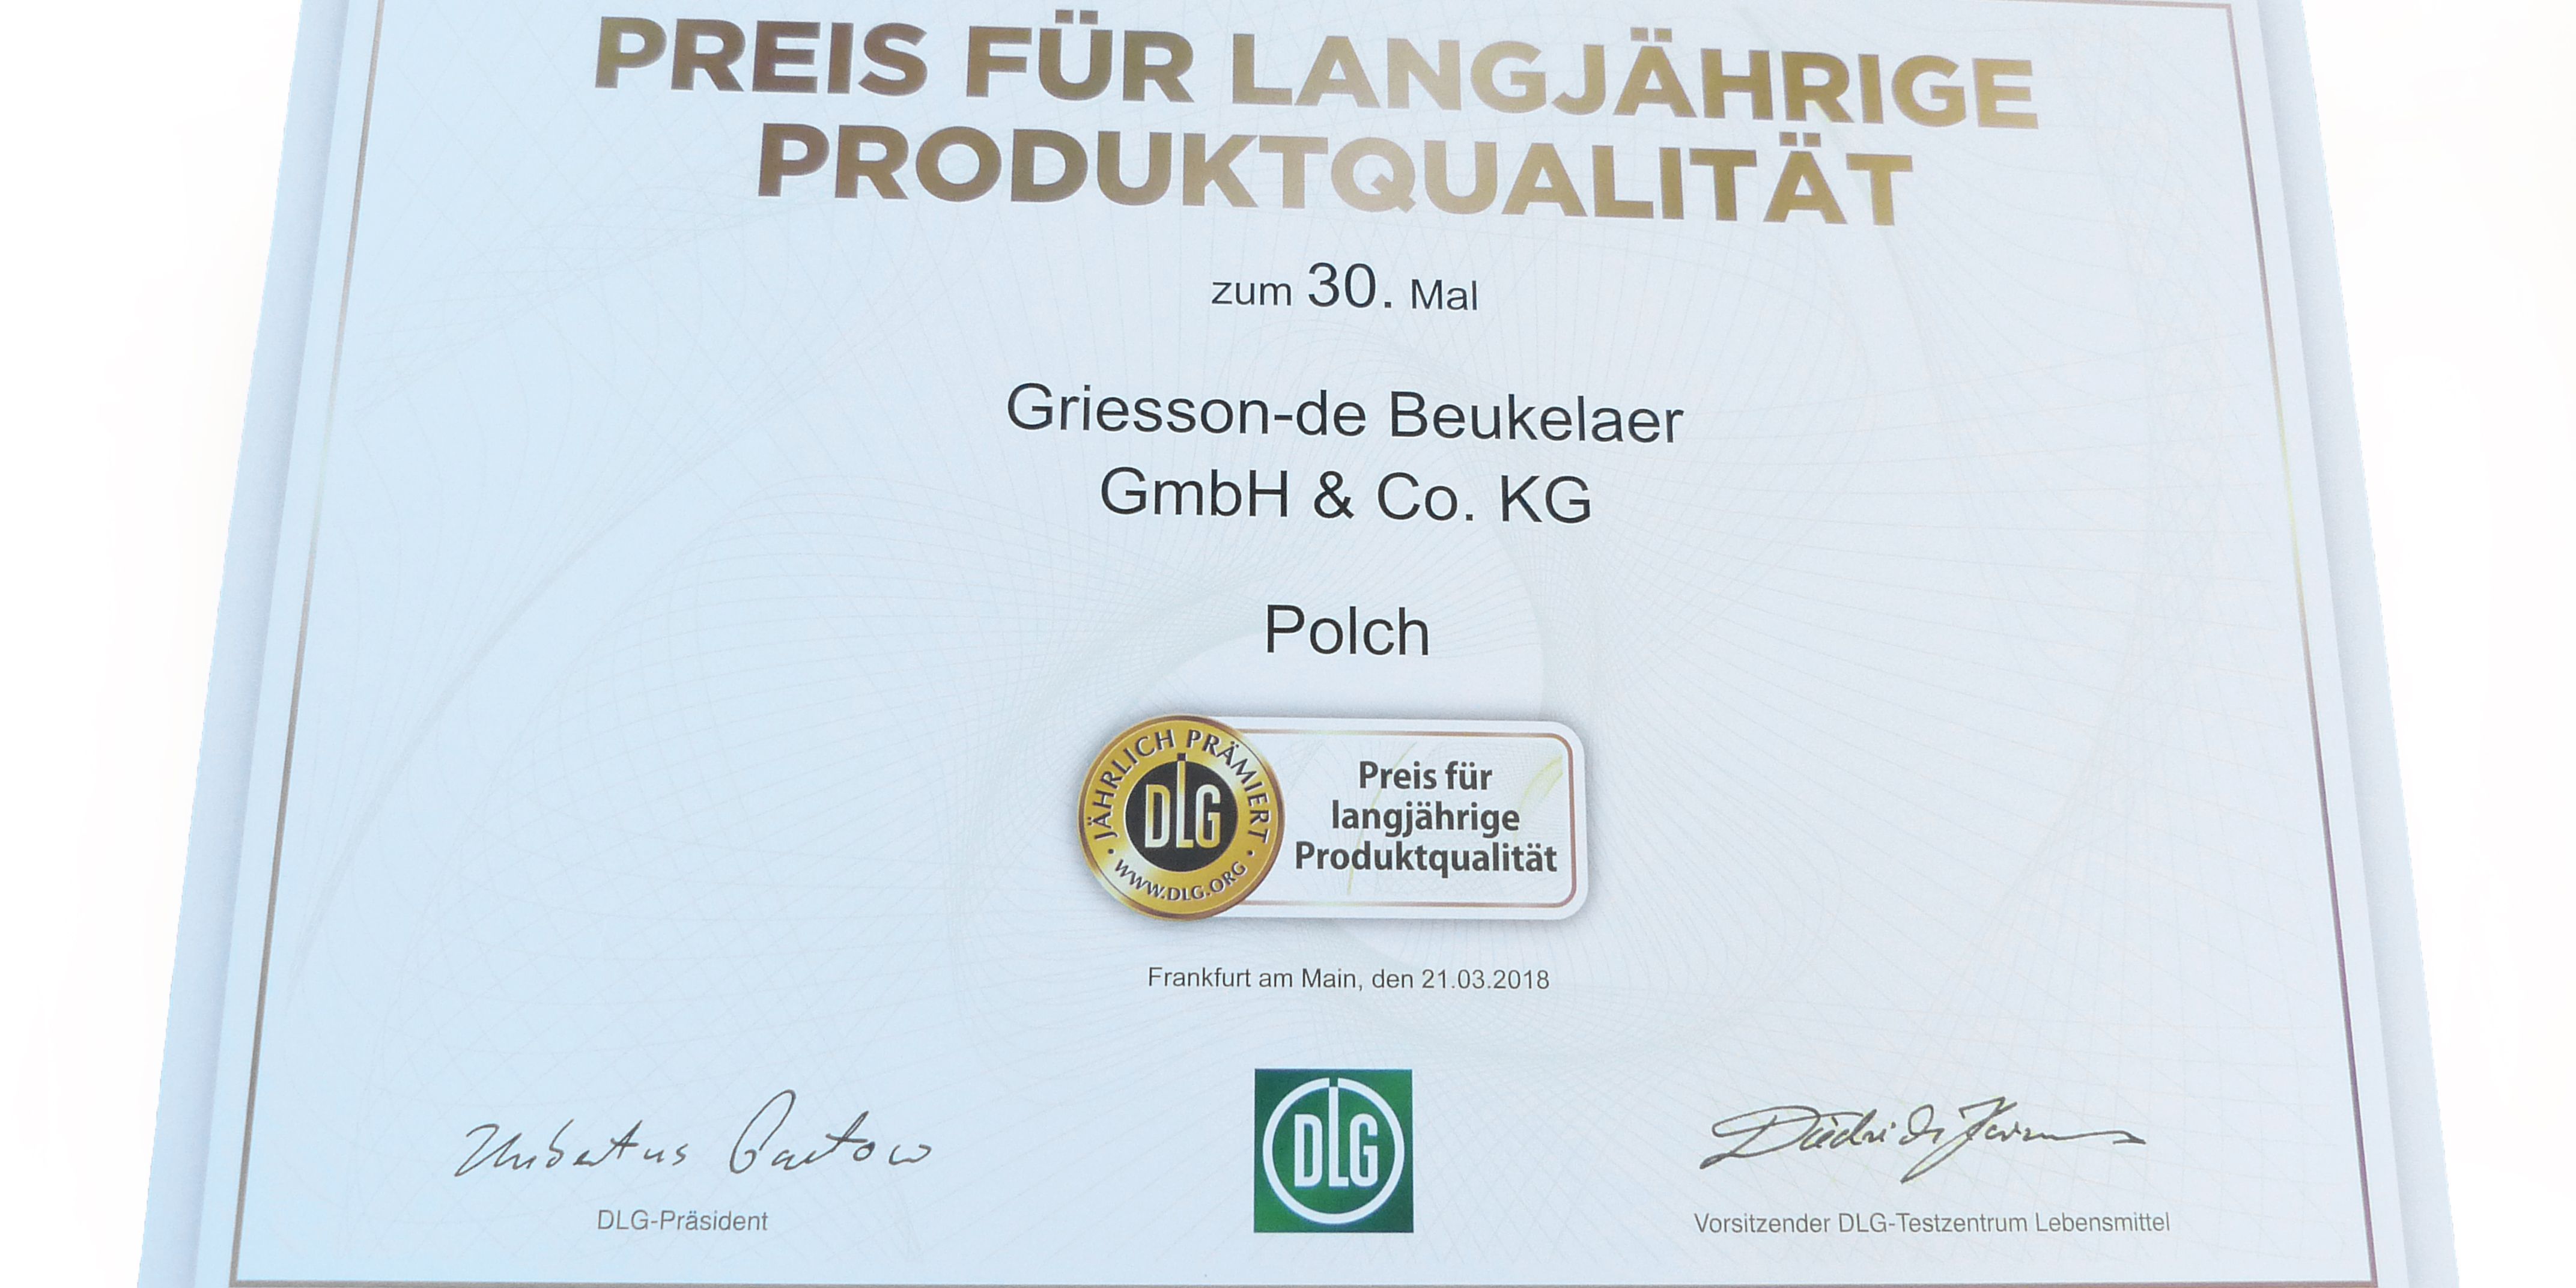 PREIS FÜR LANGJÄHRIGE
PRODUKTQUALITÄT
zum 30. Mal
Griesson-de Beukelaer
GmbH & Co. KG
Polch
JÄHRLICH PRÄMIERT
DLG
WWW.DLG.ORG
Preis für
langjährige
Produktqualität
Frankfurt am Main, den 21.03.2018
Hubertus Paetow
DLG
DLG-Präsident
Vorsitzender DLG-Testzentrum Lebensmittel